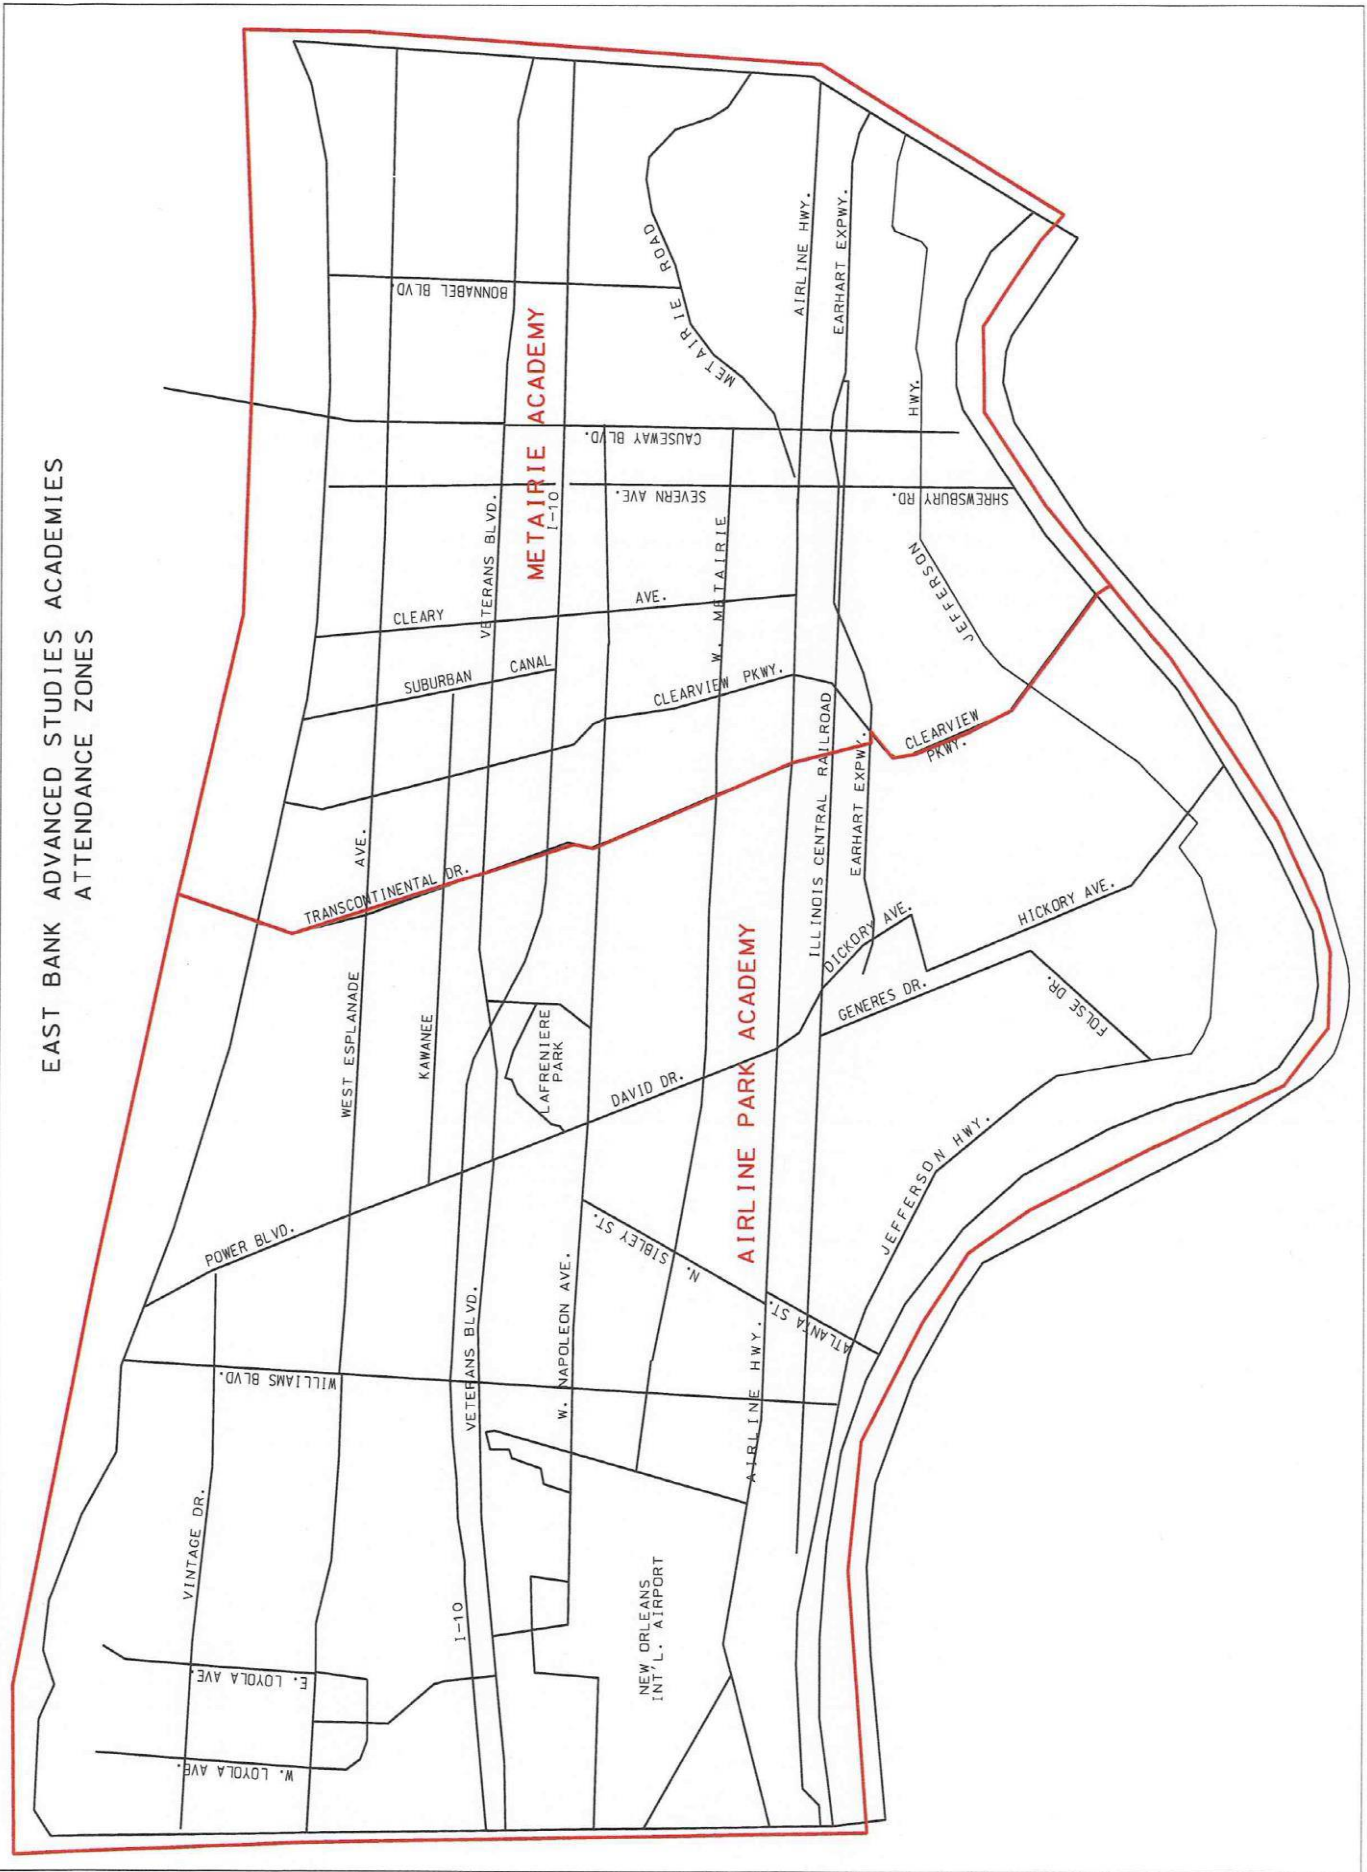 EAST BANK ADVANCED STUDIES ACADEMIES
ATTENDANCE ZONES
W. LOYOLA AVE.
E. LOYOLA AVE.
VINTAGE DR.
WILLIAMS BLVD.
POWER BLVD.
I-10
VETERANS BLVD.
NEW ORLEANS
INT'L. AIRPORT
W. NAPOLEON AVE.
AIRLINE HWY.
ATLANTA ST.
N. SIBLEY ST.
JEFFERSON HWY.
WEST ESPLANADE
AVE.
KAWANEE
LAFRENIERE
PARK
DAVID DR.
AIRLINE PARK ACADEMY
GENERES DR.
DICKORY AVE.
FOLSE DR.
HICKORY AVE.
TRANSCONTINENTAL DR.
ILLINOIS CENTRAL RAILROAD
EARHART EXPWY.
CLEARVIEW
PKWY.
CLEARVIEW PKWY.
SUBURBAN CANAL
CLEARY AVE.
VETERANS BLVD.
W. METAIRIE
JEFFERSON
HWY.
METAIRIE ACADEMY
I-10
SEVERN AVE.
SHREWSBURY RD.
CAUSEWAY BLVD.
BONNABEL BLVD.
METAIRIE ROAD
AIRLINE HWY.
EARHART EXPWY.